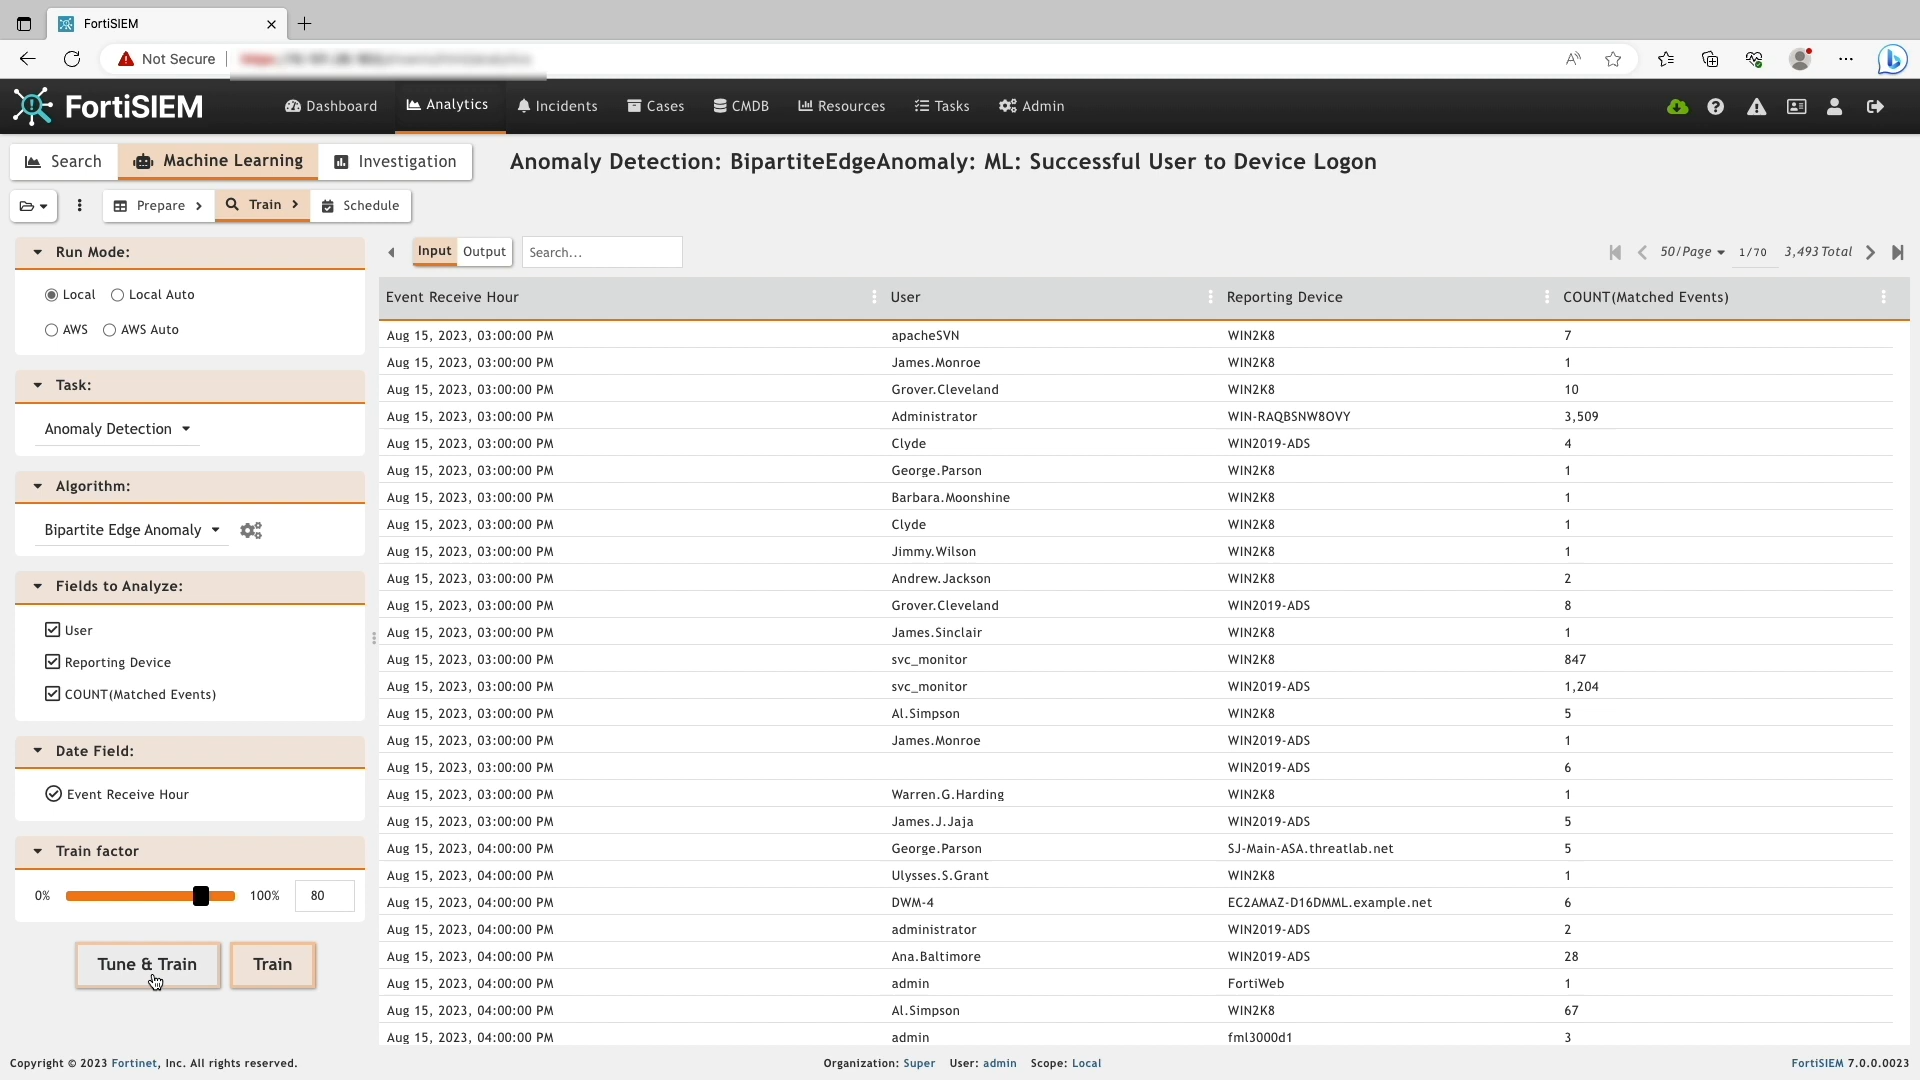 FortiSIEM
Not Secure
FortiSIEM
Dashboard
Analytics
Incidents
Cases
CMDB
Resources
Tasks
Admin
Search
Machine Learning
Investigation
Anomaly Detection: BipartiteEdgeAnomaly: ML: Successful User to Device Logon
Prepare
Train
Schedule
Run Mode:
Local
Local Auto
AWS
AWS Auto
Task:
Anomaly Detection
Algorithm:
Bipartite Edge Anomaly
Fields to Analyze:
User
Reporting Device
COUNT(Matched Events)
Date Field:
Event Receive Hour
Train factor
0%
100%
80
Tune & Train
Train
Input
Output
Search...
50/Page
1/70
3,493 Total
Event Receive Hour User Reporting Device COUNT(Matched Events)
Aug 15, 2023, 03:00:00 PM apacheSVN WIN2K8 7
Aug 15, 2023, 03:00:00 PM James.Monroe WIN2K8 1
Aug 15, 2023, 03:00:00 PM Grover.Cleveland WIN2K8 10
Aug 15, 2023, 03:00:00 PM Administrator WIN-RAQBSNW8OVY 3,509
Aug 15, 2023, 03:00:00 PM Clyde WIN2019-ADS 4
Aug 15, 2023, 03:00:00 PM George.Parson WIN2K8 1
Aug 15, 2023, 03:00:00 PM Barbara.Moonshine WIN2K8 1
Aug 15, 2023, 03:00:00 PM Clyde WIN2K8 1
Aug 15, 2023, 03:00:00 PM Jimmy.Wilson WIN2K8 1
Aug 15, 2023, 03:00:00 PM Andrew.Jackson WIN2K8 2
Aug 15, 2023, 03:00:00 PM Grover.Cleveland WIN2019-ADS 8
Aug 15, 2023, 03:00:00 PM James.Sinclair WIN2K8 1
Aug 15, 2023, 03:00:00 PM svc_monitor WIN2K8 847
Aug 15, 2023, 03:00:00 PM svc_monitor WIN2019-ADS 1,204
Aug 15, 2023, 03:00:00 PM Al.Simpson WIN2K8 5
Aug 15, 2023, 03:00:00 PM James.Monroe WIN2019-ADS 1
Aug 15, 2023, 03:00:00 PM WIN2019-ADS 6
Aug 15, 2023, 03:00:00 PM Warren.G.Harding WIN2K8 1
Aug 15, 2023, 03:00:00 PM James.J.Jaja WIN2019-ADS 5
Aug 15, 2023, 04:00:00 PM George.Parson SJ-Main-ASA.threatlab.net 5
Aug 15, 2023, 04:00:00 PM Ulysses.S.Grant WIN2K8 1
Aug 15, 2023, 04:00:00 PM DWM-4 EC2AMAZ-D16DMML.example.net 6
Aug 15, 2023, 04:00:00 PM administrator WIN2019-ADS 2
Aug 15, 2023, 04:00:00 PM Ana.Baltimore WIN2019-ADS 28
Aug 15, 2023, 04:00:00 PM admin FortiWeb 1
Aug 15, 2023, 04:00:00 PM Al.Simpson WIN2K8 67
Aug 15, 2023, 04:00:00 PM admin fml3000d1 3
Copyright © 2023 Fortinet, Inc. All rights reserved.
Organization: Super User: admin Scope: Local
FortiSIEM 7.0.0.0023